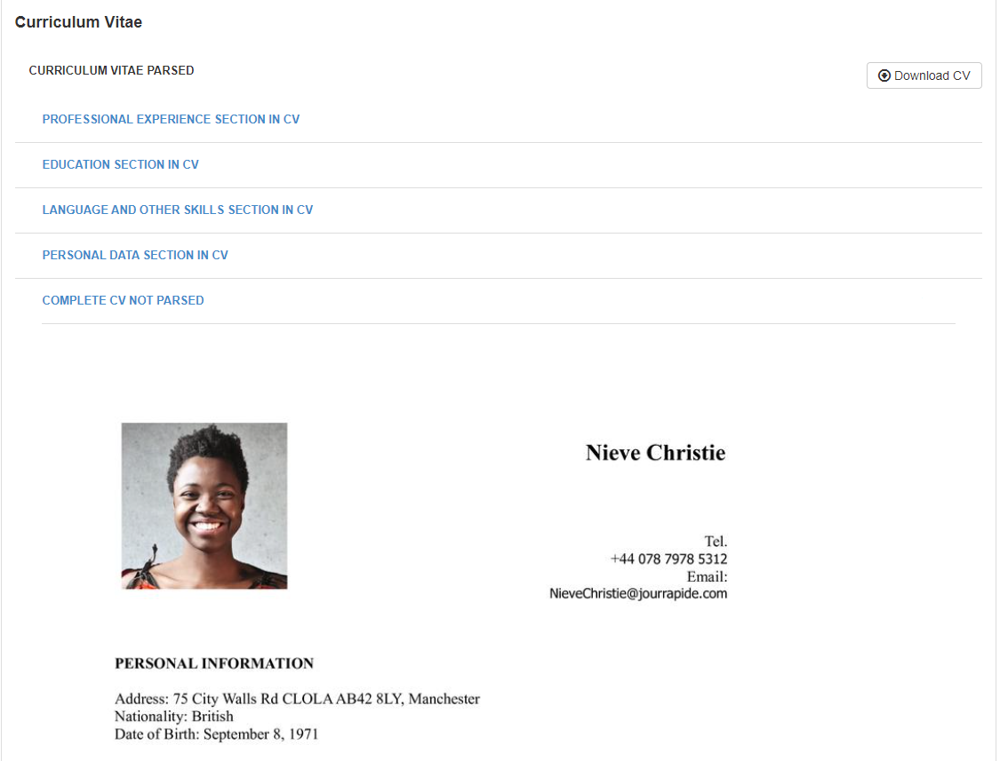 Curriculum Vitae
CURRICULUM VITAE PARSED
Download CV
PROFESSIONAL EXPERIENCE SECTION IN CV
EDUCATION SECTION IN CV
LANGUAGE AND OTHER SKILLS SECTION IN CV
PERSONAL DATA SECTION IN CV
COMPLETE CV NOT PARSED
Nieve Christie
Tel.
+44 078 7978 5312
Email:
NieveChristie@jourrapide.com
PERSONAL INFORMATION
Address: 75 City Walls Rd CLOLA AB42 8LY, Manchester
Nationality: British
Date of Birth: September 8, 1971